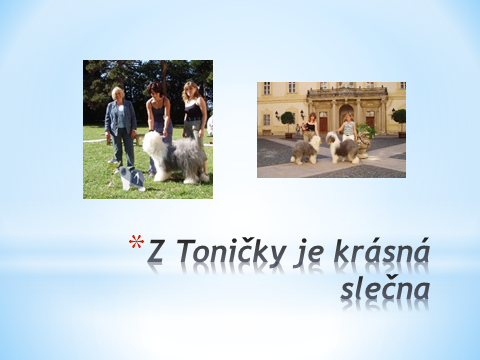 * Z Toničky je krásná
slečna